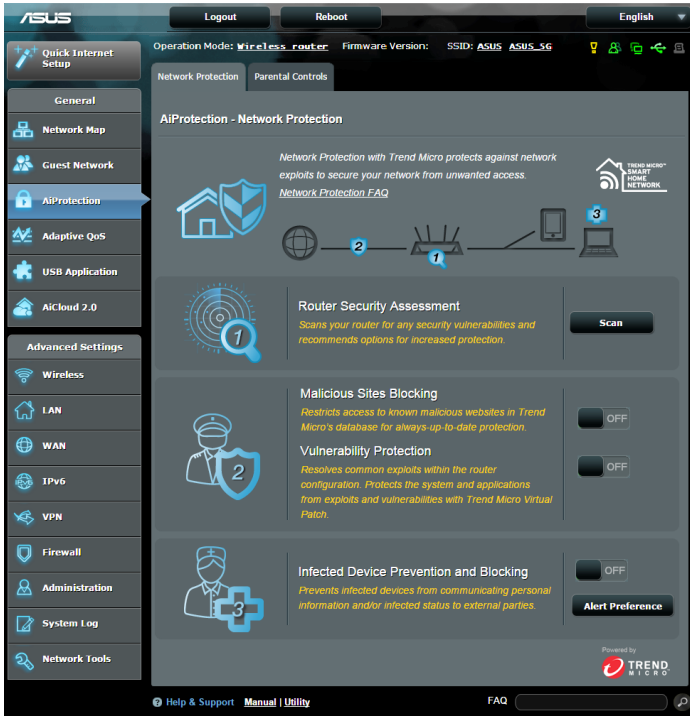 ASUS
Logout
Reboot
English
Quick Internet
Setup
Operation Mode: Wireless router Firmware Version: SSID: ASUS ASUS_5G
Network Protection
Parental Controls
General
Network Map
Guest Network
AiProtection
Adaptive QoS
USB Application
AiCloud 2.0
Advanced Settings
Wireless
LAN
WAN
IPv6
VPN
Firewall
Administration
System Log
Network Tools
AiProtection - Network Protection
Network Protection with Trend Micro protects against network
exploits to secure your network from unwanted access.
Network Protection FAQ
TREND MICRO™
SMART
HOME
NETWORK
3
2
1
1
Router Security Assessment
Scans your router for any security vulnerabilities and
recommends options for increased protection.
Scan
2
Malicious Sites Blocking
Restricts access to known malicious websites in Trend
Micro's database for always-up-to-date protection.
OFF
Vulnerability Protection
Resolves common exploits within the router
configuration. Protects the system and applications
from exploits and vulnerabilities with Trend Micro Virtual
Patch.
OFF
3
Infected Device Prevention and Blocking
Prevents infected devices from communicating personal
information and/or infected status to external parties.
OFF
Alert Preference
Powered by
TREND
MICRO
Help & Support Manual | Utility
FAQ